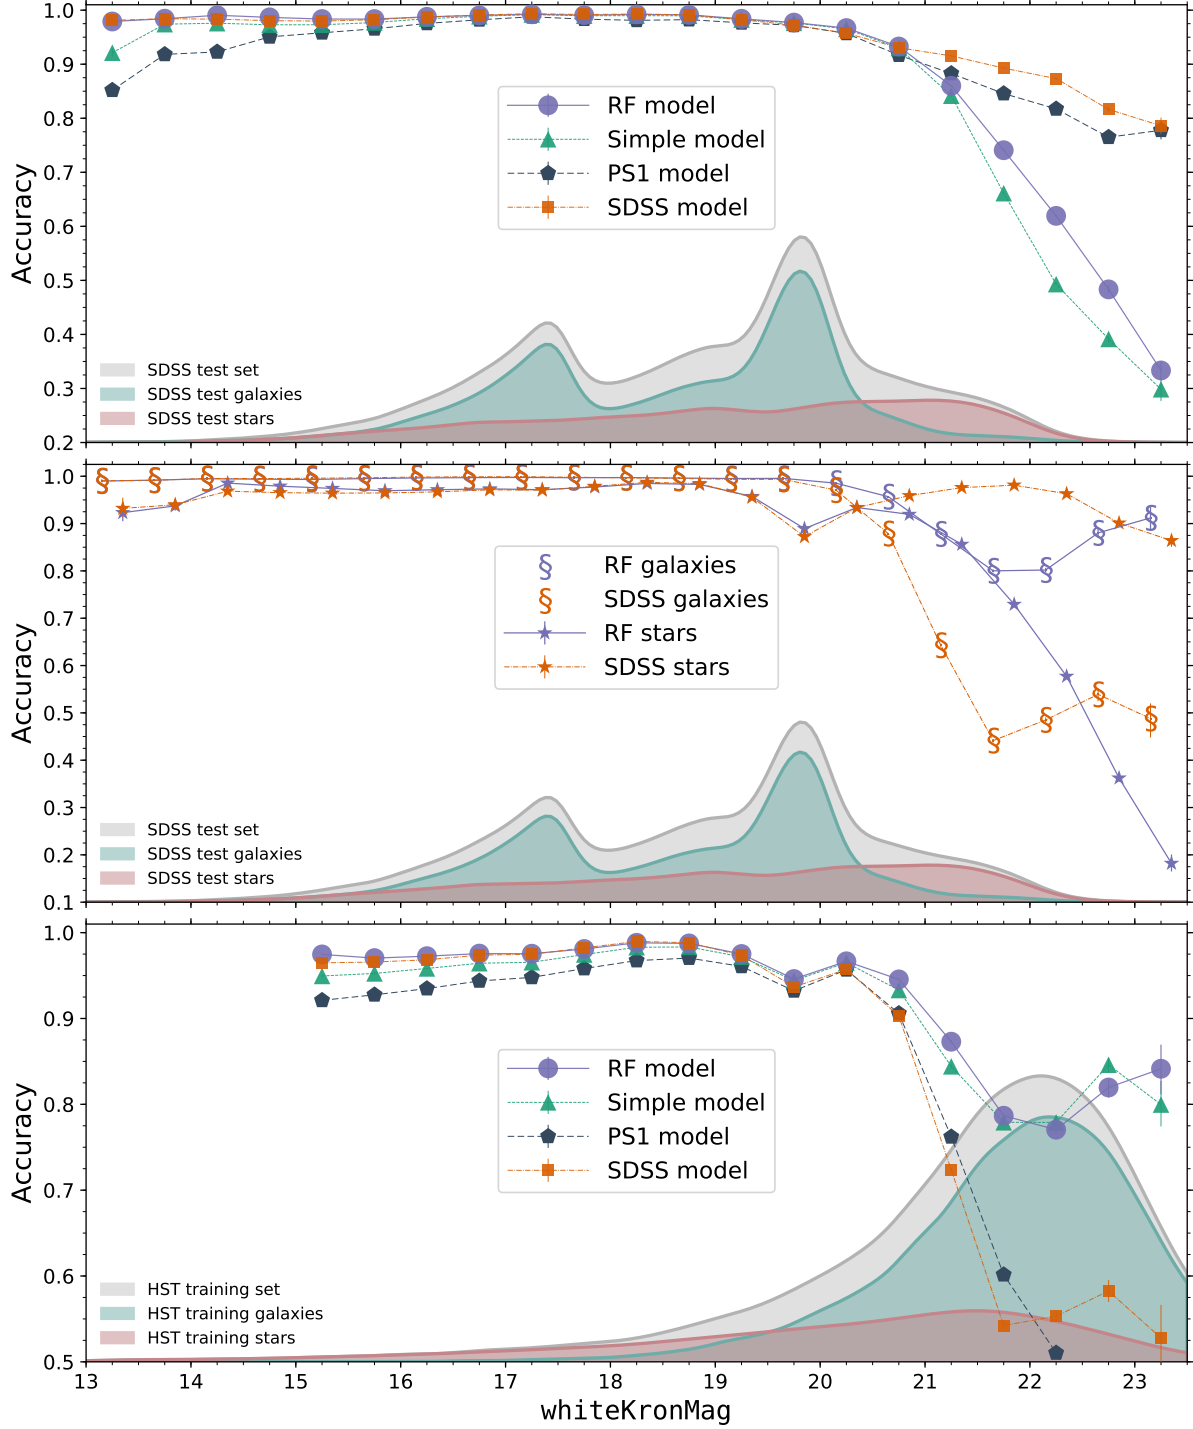 1.0
0.9
0.8
0.7
0.6
0.5
0.4
0.3
0.2
Accuracy
RF model
Simple model
PS1 model
SDSS model
SDSS test set
SDSS test galaxies
SDSS test stars
1.0
0.9
0.8
0.7
0.6
0.5
0.4
0.3
0.2
0.1
Accuracy
§ RF galaxies
§ SDSS galaxies
RF stars
SDSS stars
SDSS test set
SDSS test galaxies
SDSS test stars
1.0
0.9
0.8
0.7
0.6
0.5
Accuracy
RF model
Simple model
PS1 model
SDSS model
HST training set
HST training galaxies
HST training stars
13 14 15 16 17 18 19 20 21 22 23
whiteKronMag